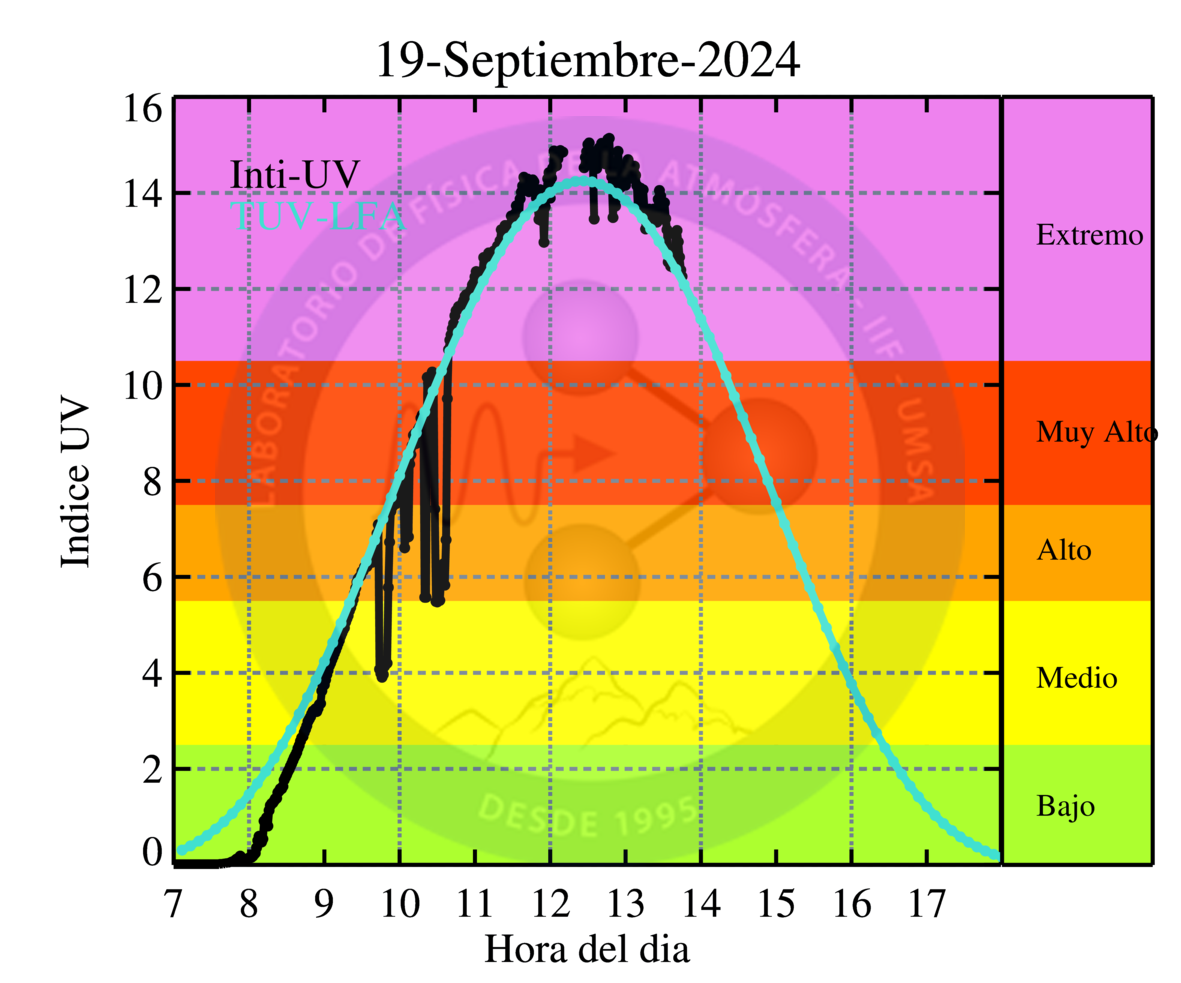 19-Septiembre-2024
16
14
12
10
8
6
4
2
0
Indice UV
Inti-UV
TUV-LFA
LABORATORIO DE FÍSICA DE LA ATMÓSFERA - IIF - UMSA
DESDE 1995
Extremo
Muy Alto
Alto
Medio
Bajo
7 8 9 10 11 12 13 14 15 16 17
Hora del dia